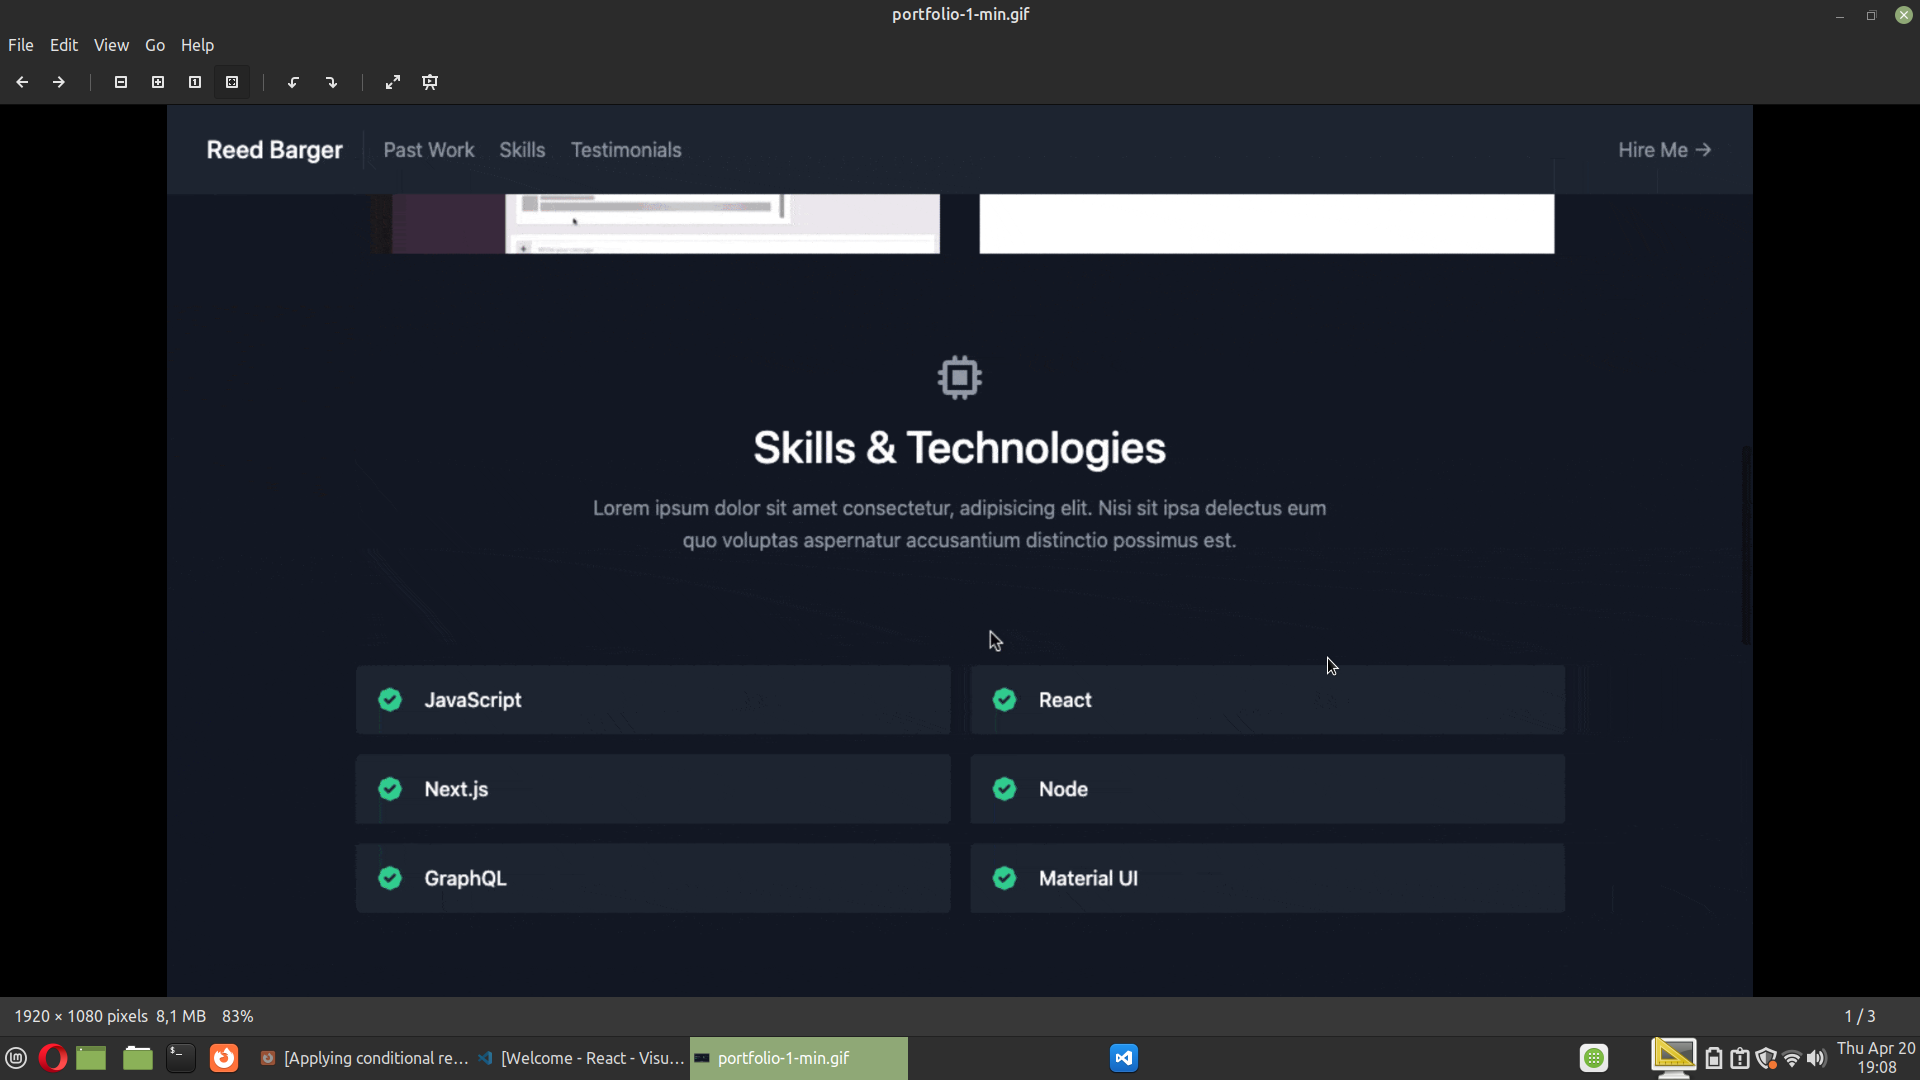 portfolio-1-min.gif
File Edit View Go Help
Reed Barger Past Work Skills Testimonials Hire Me →
Skills & Technologies
Lorem ipsum dolor sit amet consectetur, adipisicing elit. Nisi sit ipsa delectus eum
quo voluptas aspernatur accusantium distinctio possimus est.
JavaScript React
Next.js Node
GraphQL Material UI
1920 × 1080 pixels 8,1 MB 83% 1 / 3
[Applying conditional re... [Welcome - React - Visu... portfolio-1-min.gif Thu Apr 20
19:08